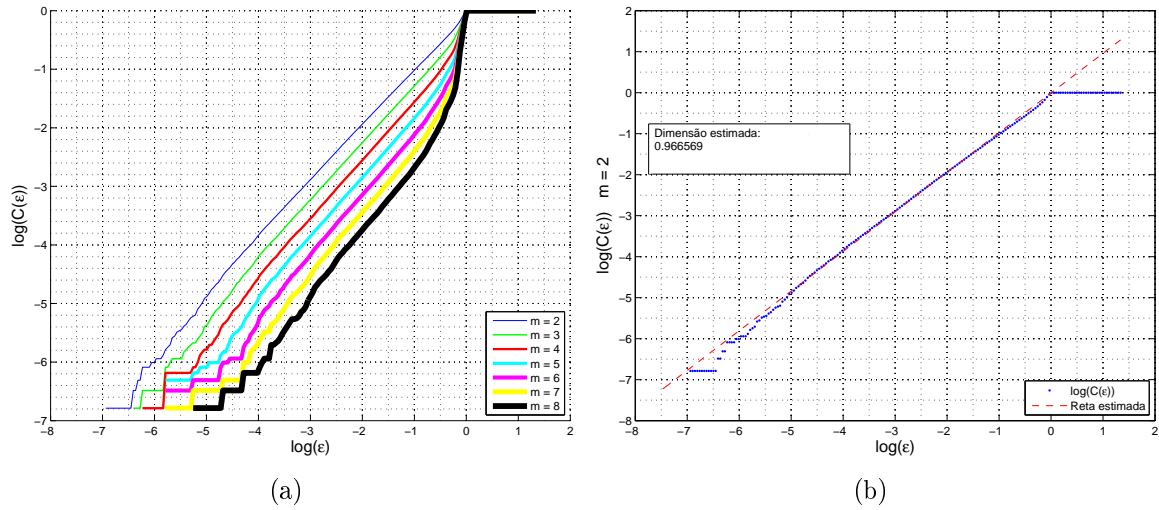 0
−1
−2
−3
−4
−5
−6
−7
log(C(ε))
−8
−7
−6
−5
−4
−3
−2
−1
0
1
2
log(ε)
m = 2
m = 3
m = 4
m = 5
m = 6
m = 7
m = 8
(a)
2
1
0
−1
−2
−3
−4
−5
−6
−7
−8
log(C(ε)) m = 2
Dimensão estimada:
0.966569
−8
−7
−6
−5
−4
−3
−2
−1
0
1
2
log(ε)
log(C(ε))
Reta estimada
(b)